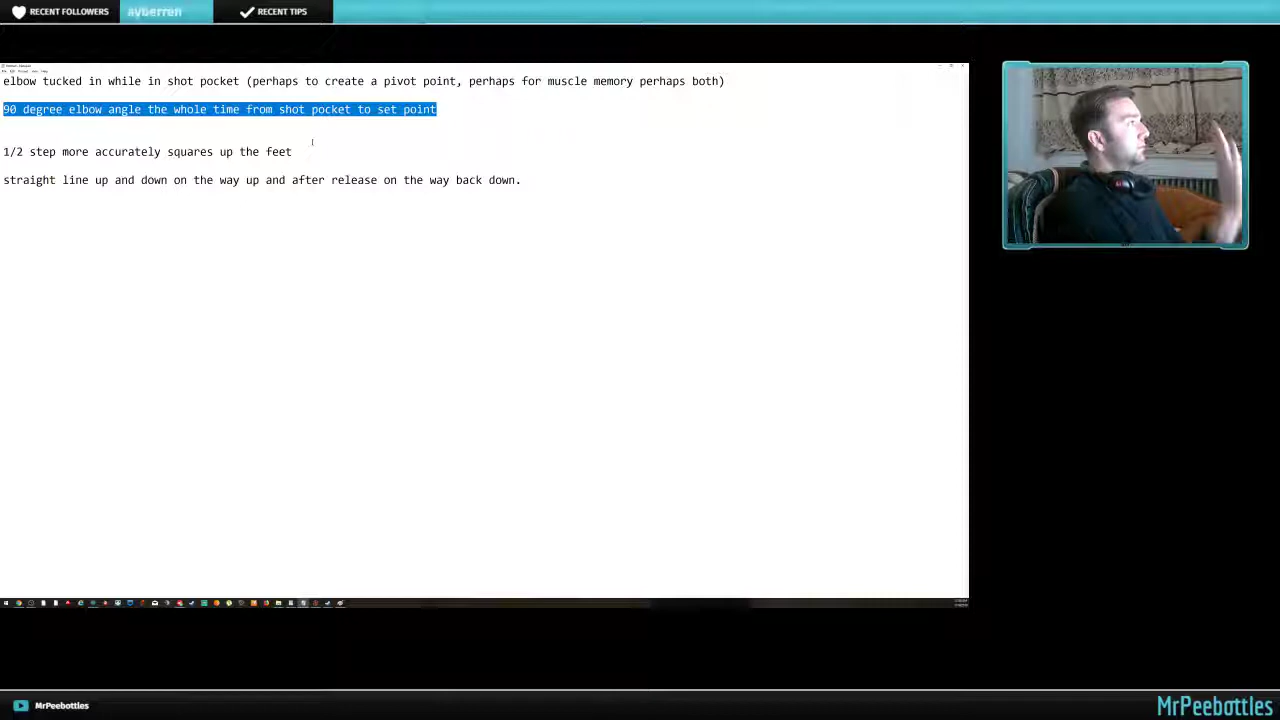 RECENT FOLLOWERS
ayberren
RECENT TIPS
elbow tucked in while in shot pocket (perhaps to create a pivot point, perhaps for muscle memory perhaps both)
90 degree elbow angle the whole time from shot pocket to set point
1/2 step more accurately squares up the feet
straight line up and down on the way up and after release on the way back down.
MrPeebottles
MrPeebottles